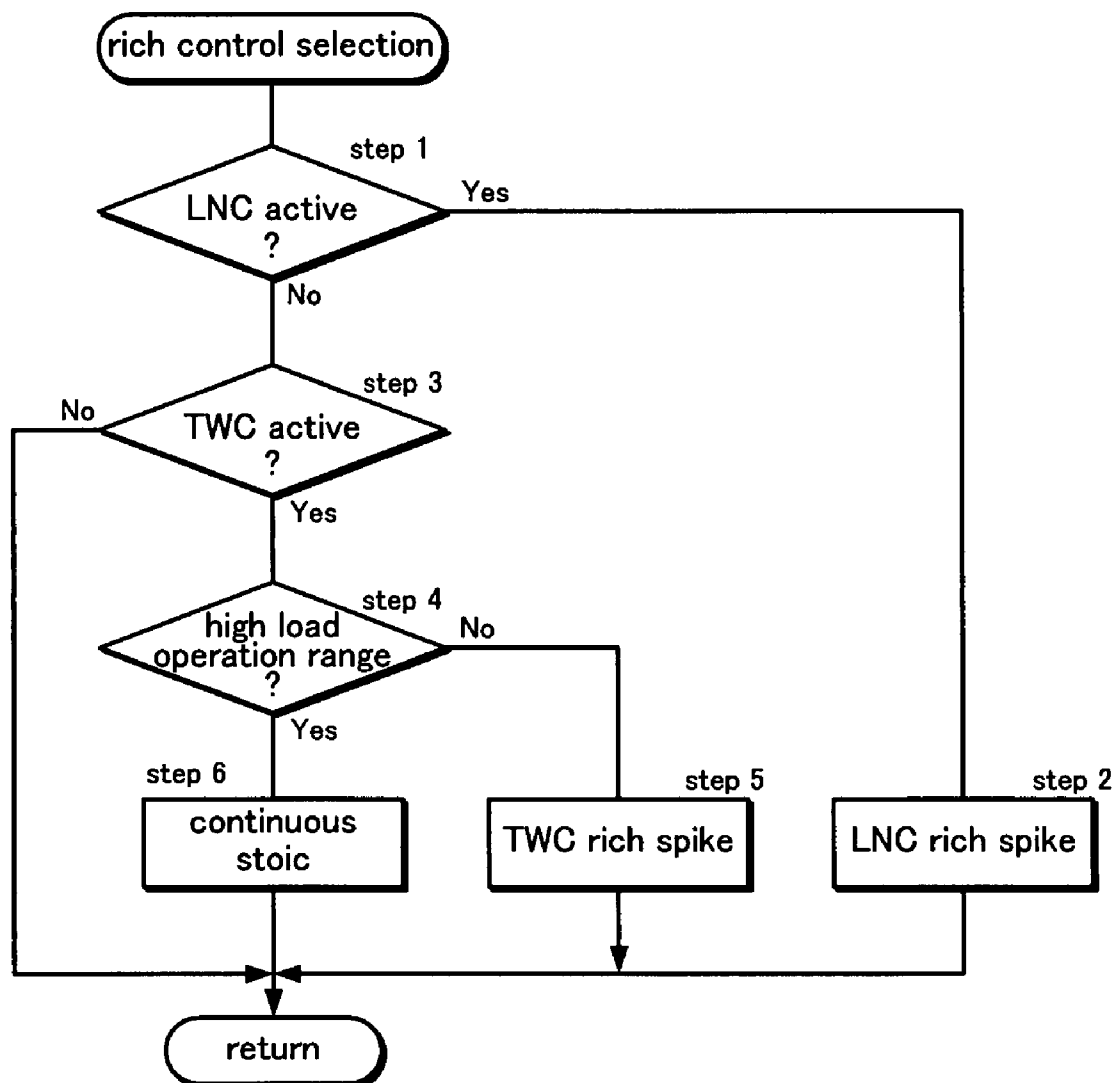 rich control selection
step 1
LNC active
?
Yes
No
step 3
No
TWC active
?
Yes
step 4
high load
operation range
?
No
Yes
step 6
continuous
stoic
step 5
TWC rich spike
step 2
LNC rich spike
return